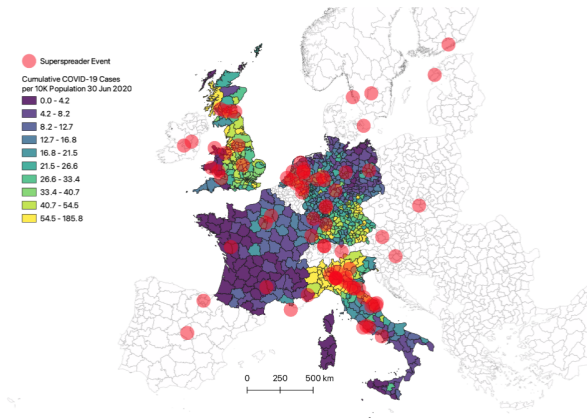 Superspreader Event
Cumulative COVID-19 Cases
per 10K Population 30 Jun 2020
0.0 - 4.2
4.2 - 8.2
8.2 - 12.7
12.7 - 16.8
16.8 - 21.5
21.5 - 26.6
26.6 - 33.4
33.4 - 40.7
40.7 - 54.5
54.5 - 185.8
0 250 500 km